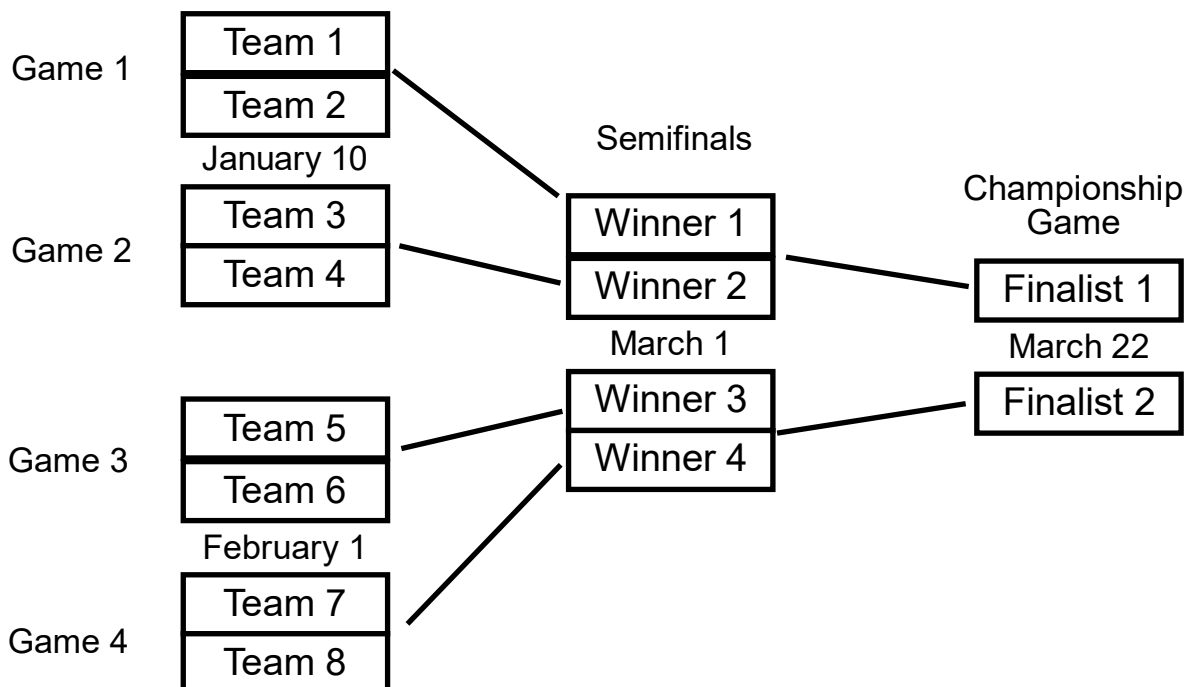 Game 1
Team 1
Team 2
January 10
Game 2
Team 3
Team 4
Game 3
Team 5
Team 6
February 1
Game 4
Team 7
Team 8
Semifinals
Winner 1
Winner 2
March 1
Winner 3
Winner 4
Championship
Game
Finalist 1
March 22
Finalist 2